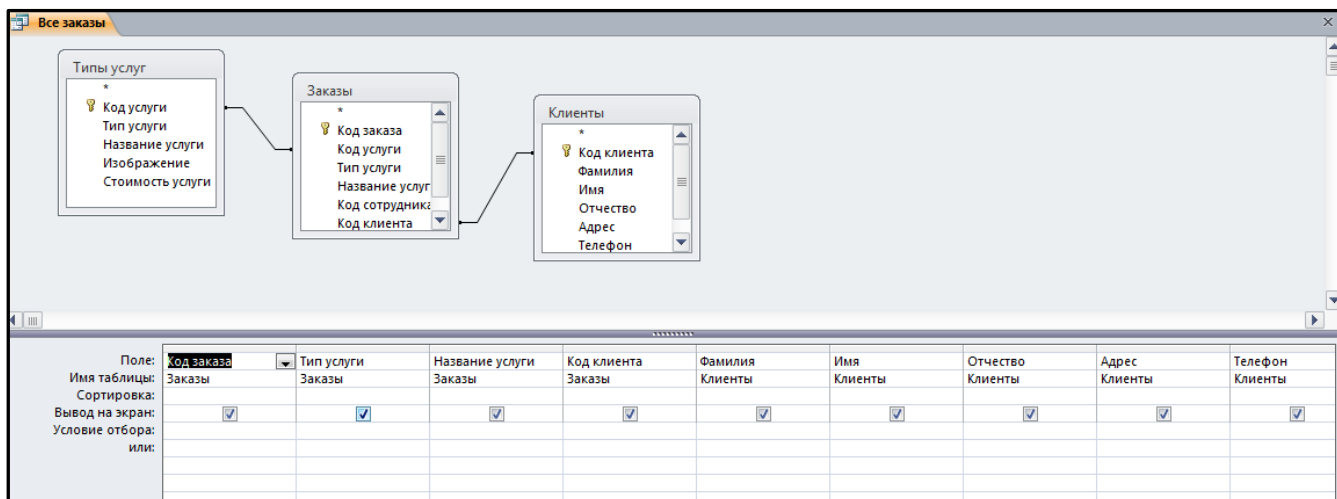 Все заказы
Типы услуг
*
Код услуги
Тип услуги
Название услуги
Изображение
Стоимость услуги
Заказы
*
Код заказа
Код услуги
Тип услуги
Название услуг
Код сотрудника
Код клиента
Клиенты
*
Код клиента
Фамилия
Имя
Отчество
Адрес
Телефон
Поле: Код заказа Тип услуги Название услуги Код клиента Фамилия Имя Отчество Адрес Телефон
Имя таблицы: Заказы Заказы Заказы Заказы Клиенты Клиенты Клиенты Клиенты Клиенты
Сортировка:
Вывод на экран:
Условие отбора:
или: